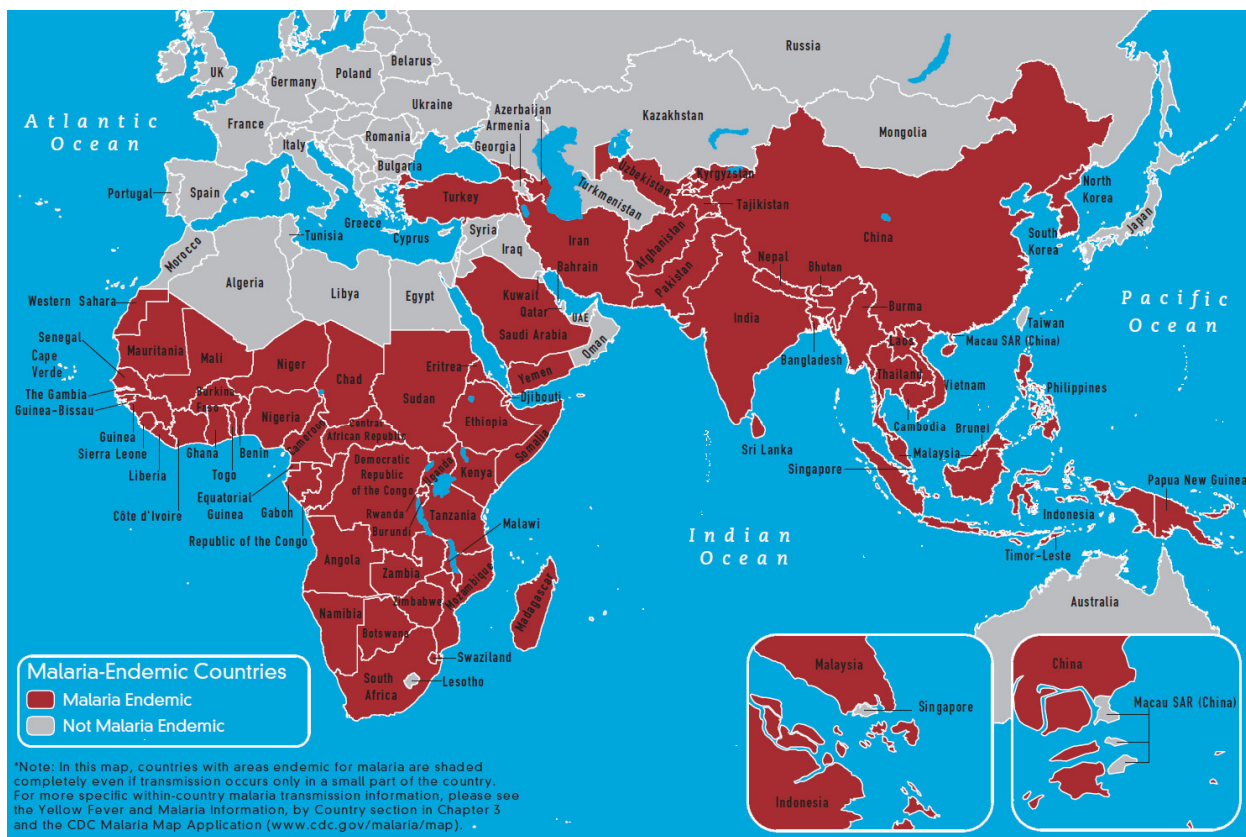 Russia
Belarus
UK
Germany
Poland
Ukraine
Kazakhstan
Mongolia
France
Italy
Romania
Bulgaria
Azerbaijan
Armenia
Georgia
Atlantic
Ocean
Portugal
Spain
Greece
Turkey
Cyprus
Syria
Iraq
Iran
Uzbekistan
Turkmenistan
Kyrgyzstan
Tajikistan
China
North
Korea
South
Korea
Japan
Morocco
Tunisia
Algeria
Libya
Egypt
Bahrain
Kuwait
Qatar
UAE
Saudi Arabia
Oman
Yemen
Afghanistan
Pakistan
Nepal
Bhutan
India
Bangladesh
Burma
Laos
Thailand
Vietnam
Cambodia
Macau SAR (China)
Taiwan
Pacific
Ocean
Philippines
Brunei
Malaysia
Singapore
Sri Lanka
Indonesia
Papua New Guinea
Timor-Leste
Australia
Western Sahara
Mauritania
Mali
Niger
Chad
Sudan
Eritrea
Djibouti
Ethiopia
Somalia
Senegal
Cape
Verde
The Gambia
Guinea-Bissau
Guinea
Sierra Leone
Liberia
Côte d'Ivoire
Burkina
Faso
Ghana
Togo
Benin
Nigeria
Cameroon
Central
African Republic
Equatorial
Guinea
Gabon
Republic of the Congo
Democratic
Republic
of the Congo
Uganda
Kenya
Rwanda
Burundi
Tanzania
Malawi
Angola
Zambia
Mozambique
Zimbabwe
Namibia
Botswana
Madagascar
Swaziland
South
Africa
Lesotho
Indian
Ocean
Malaria-Endemic Countries
Malaria Endemic
Not Malaria Endemic
*Note: In this map, countries with areas endemic for malaria are shaded
completely even if transmission occurs only in a small part of the country.
For more specific within-country malaria transmission information, please see
the Yellow Fever and Malaria Information, by Country section in Chapter 3
and the CDC Malaria Map Application (www.cdc.gov/malaria/map).
Malaysia
Singapore
Indonesia
China
Macau SAR (China)